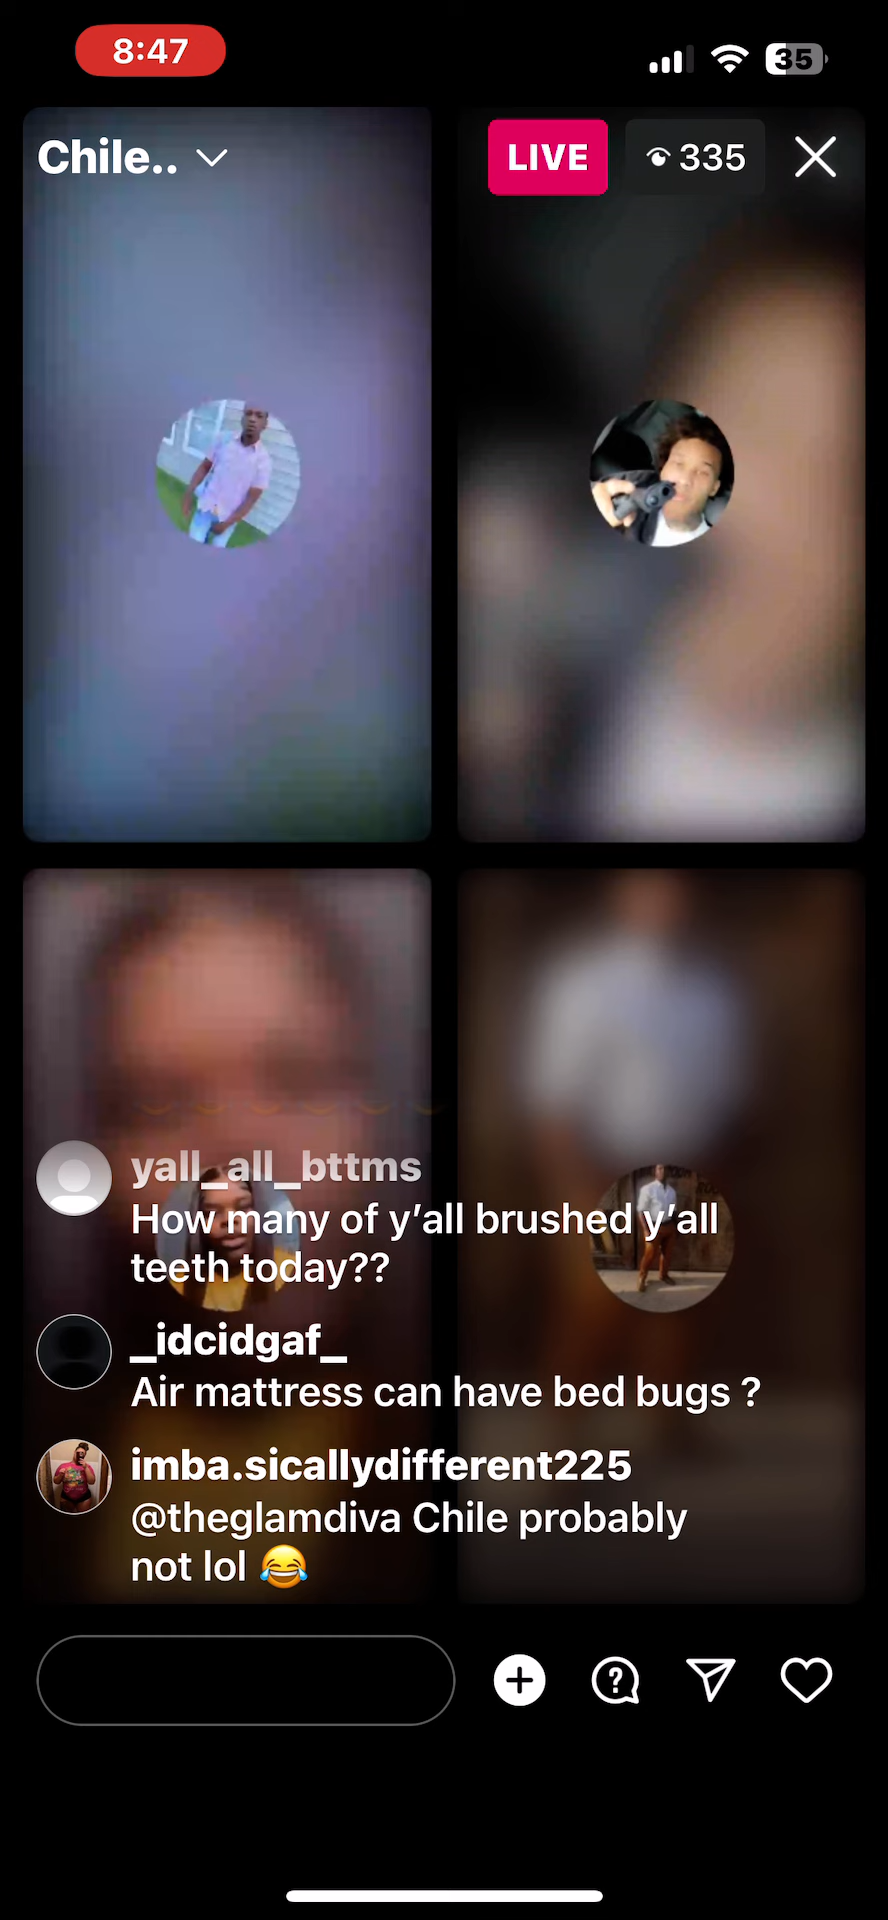 8:47
35
Chile..
LIVE
335
yall_all_bttms
How many of y’all brushed y’all
teeth today??
_idcidgaf_
Air mattress can have bed bugs ?
imba.sicallydifferent225
@theglamdiva Chile probably
not lol 😂